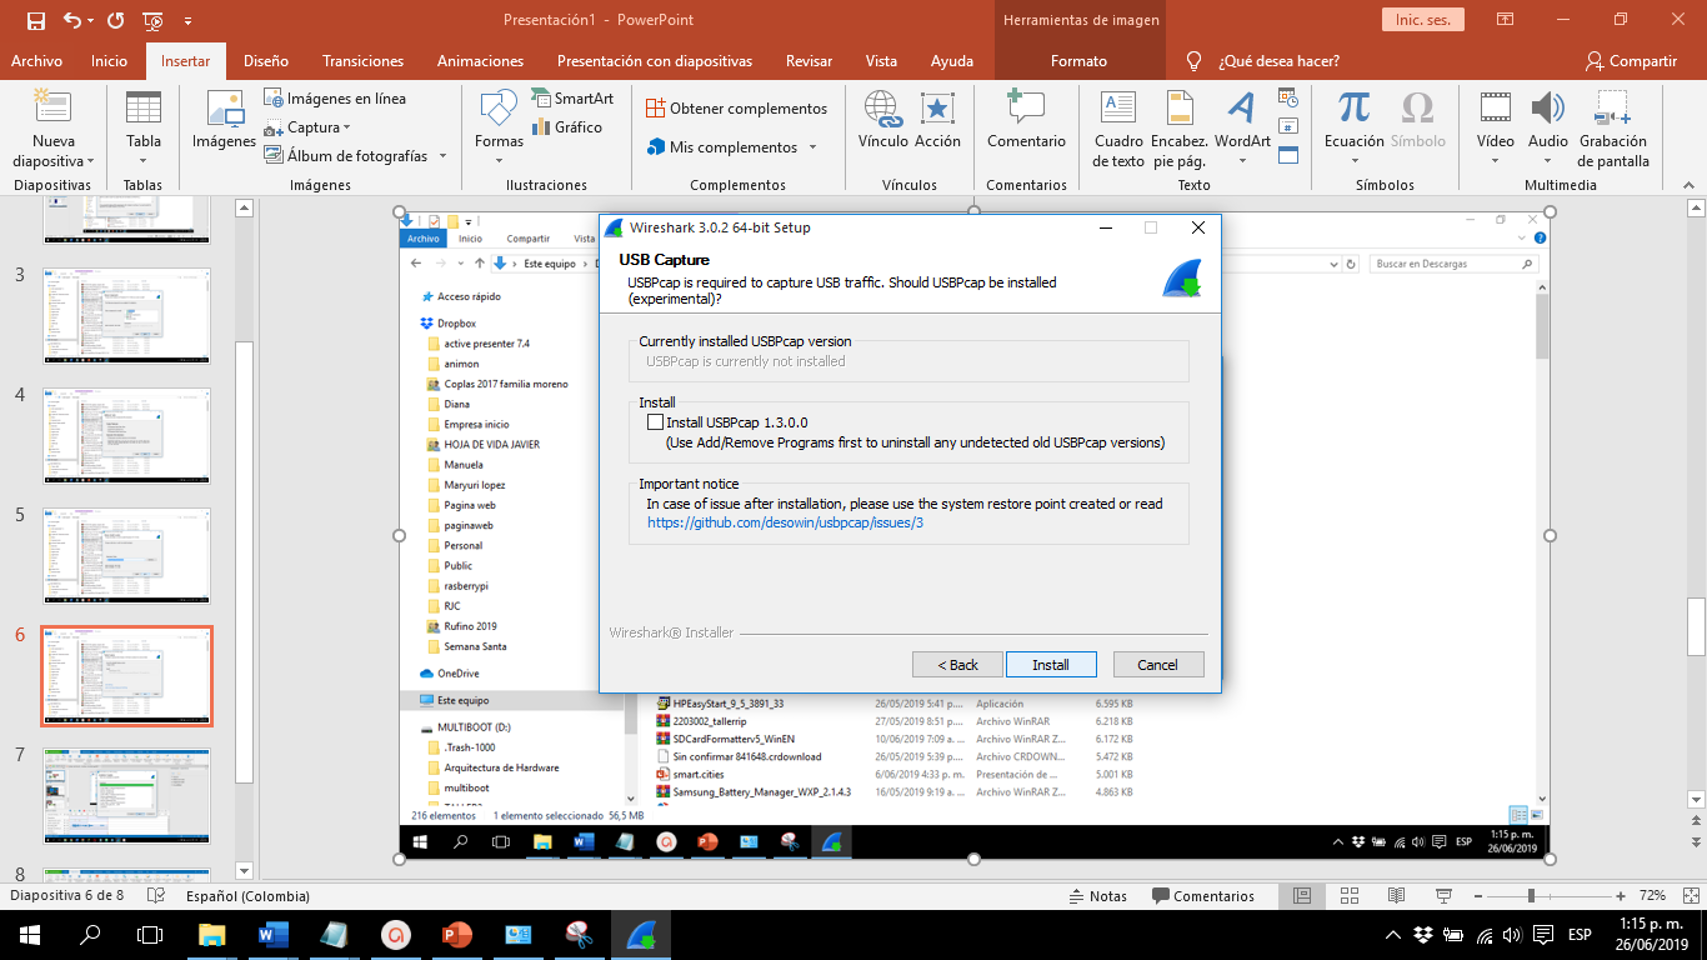 Presentación1 - PowerPoint
Herramientas de imagen
Inic. ses.
Archivo
Inicio
Insertar
Diseño
Transiciones
Animaciones
Presentación con diapositivas
Revisar
Vista
Ayuda
Formato
¿Qué desea hacer?
Compartir
Nueva
diapositiva
Diapositivas
Tabla
Tablas
Imágenes
Imágenes en línea
Captura
Álbum de fotografías
Imágenes
Formas
SmartArt
Gráfico
Ilustraciones
Obtener complementos
Mis complementos
Complementos
Vínculo
Acción
Vínculos
Comentario
Comentarios
Cuadro
de texto
Encabez.
pie pág.
WordArt
Texto
Ecuación
Símbolo
Símbolos
Vídeo
Audio
Grabación
de pantalla
Multimedia
3
4
5
6
7
8
Archivo
Inicio
Compartir
Vista
Este equipo
Buscar en Descargas
Acceso rápido
Dropbox
active presenter 7.4
animon
Coplas 2017 familia moreno
Diana
Empresa inicio
HOJA DE VIDA JAVIER
Manuela
Maryuri lopez
Pagina web
paginaweb
Personal
Public
rasberrypi
RJC
Rufino 2019
Semana Santa
OneDrive
Este equipo
MULTIBOOT (D:)
.Trash-1000
Arquitectura de Hardware
multiboot
Wireshark 3.0.2 64-bit Setup
USB Capture
USBPcap is required to capture USB traffic. Should USBPcap be installed
(experimental)?
Currently installed USBPcap version
USBPcap is currently not installed
Install
Install USBPcap 1.3.0.0
(Use Add/Remove Programs first to uninstall any undetected old USBPcap versions)
Important notice
In case of issue after installation, please use the system restore point created or read
https://github.com/desowin/usbpcap/issues/3
Wireshark® Installer
< Back
Install
Cancel
HPEasyStart_9_5_3891_33 26/05/2019 5:41 p.... Aplicación 6.595 KB
2203002_tallerrip 27/05/2019 8:51 p.... Archivo WinRAR 6.218 KB
SDCardFormatterv5_WinEN 10/06/2019 7:09 a. ... Archivo WinRAR Z... 6.172 KB
Sin confirmar 841648.crdownload 26/05/2019 5:39 p.... Archivo CRDOWN... 5.472 KB
smart.cities 6/06/2019 4:33 p. m. Presentación de ... 5.001 KB
Samsung_Battery_Manager_WXP_2.1.4.3 16/05/2019 9:19 a. .. Archivo WinRAR Z... 4.863 KB
216 elementos 1 elemento seleccionado 56,5 MB
ESP
1:15 p. m.
26/06/2019
Diapositiva 6 de 8
Español (Colombia)
Notas
Comentarios
72%
ESP
1:15 p. m.
26/06/2019